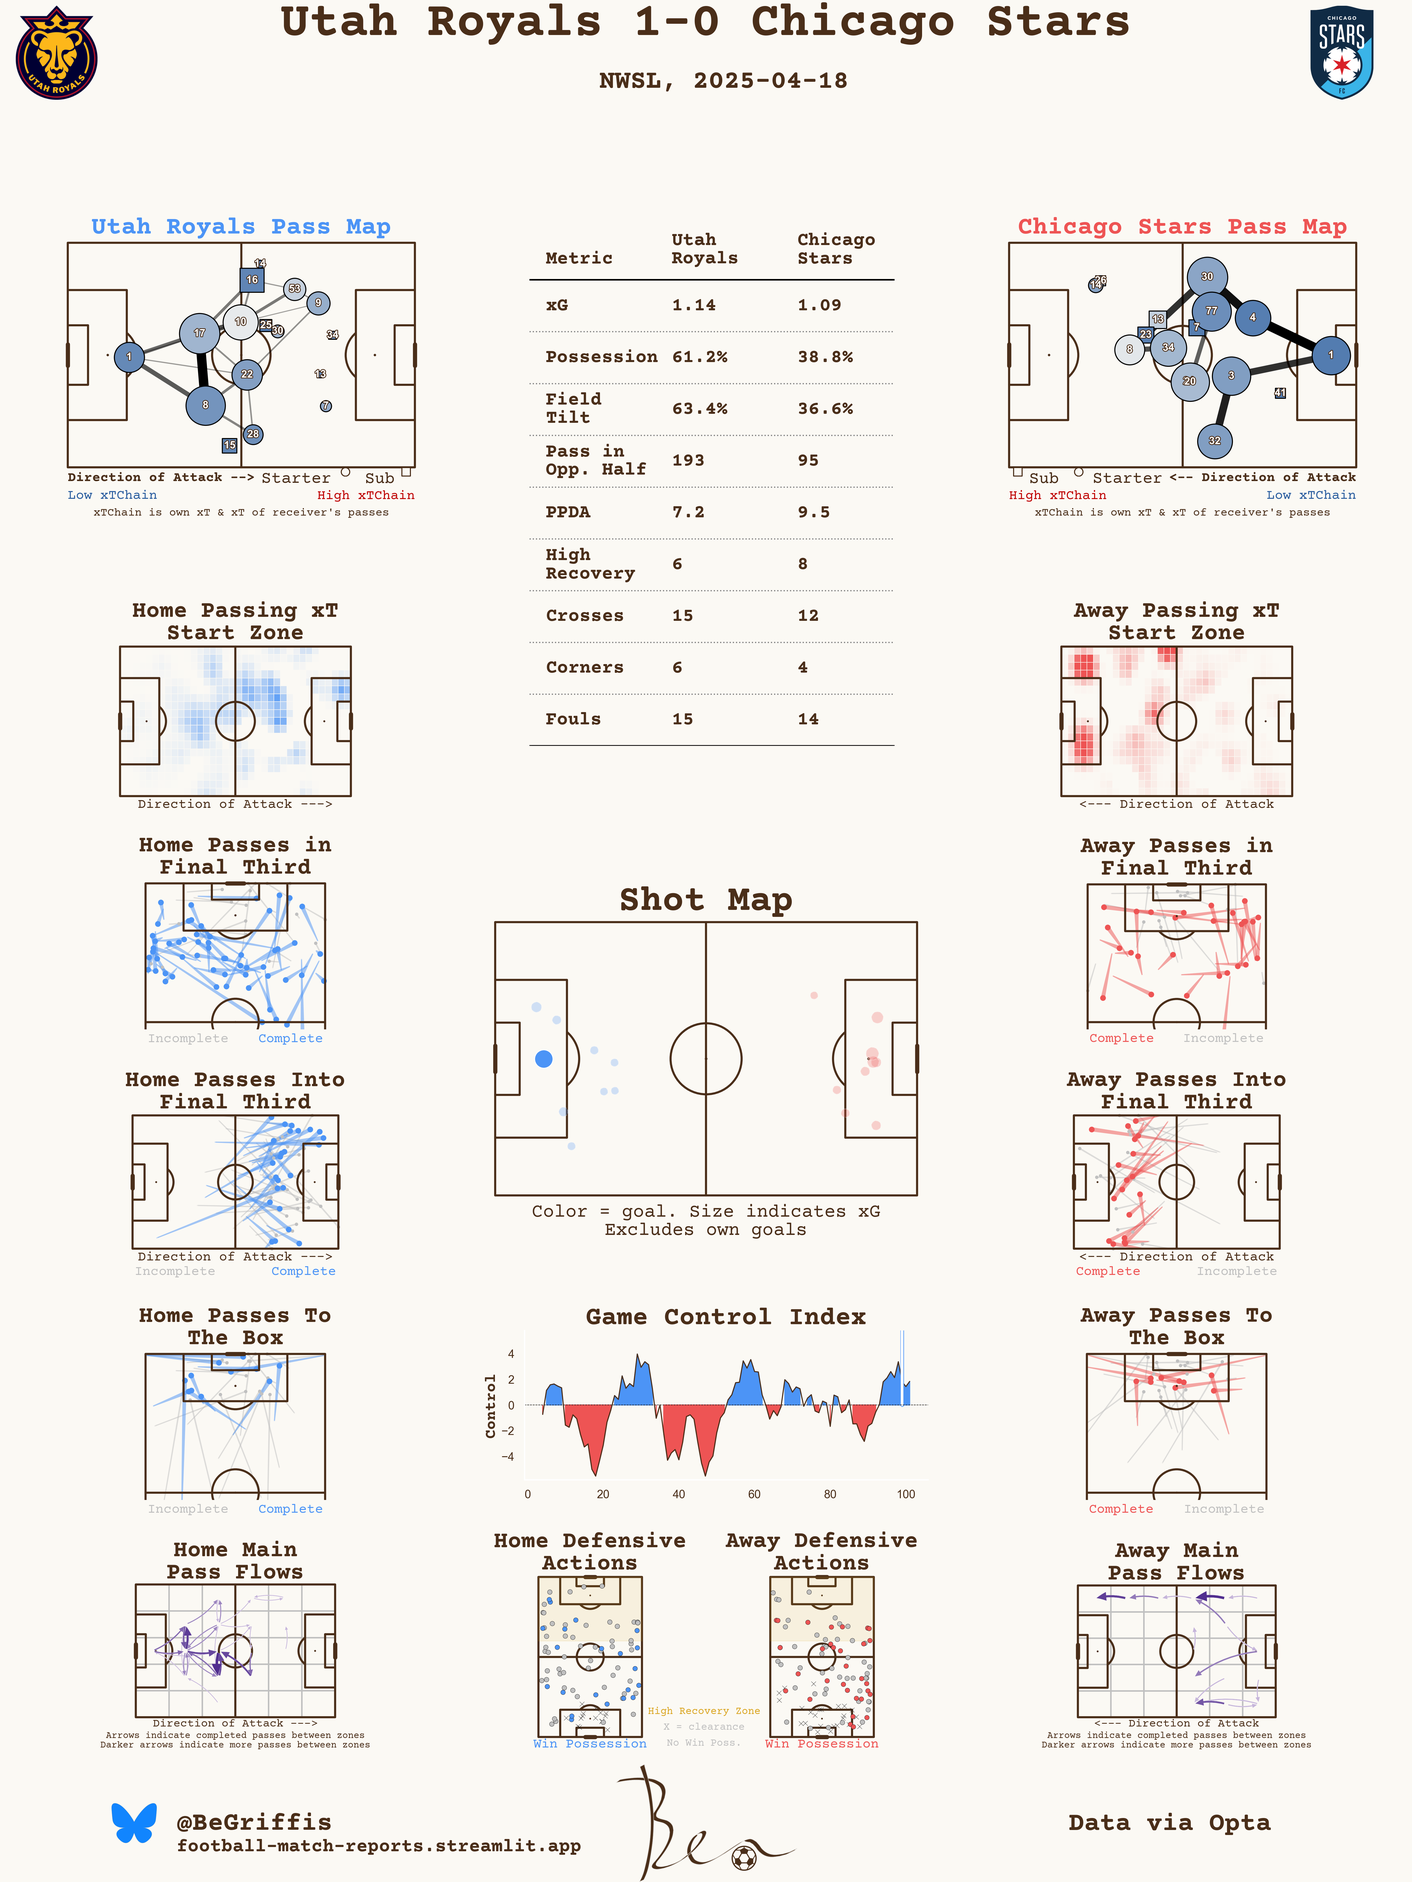 Utah Royals 1-0 Chicago Stars
NWSL, 2025-04-18
UTAH ROYALS
CHICAGO
STARS
FC
Utah Royals Pass Map
14
16
53
9
10
25
30
17
34
1
22
13
8
7
28
15
Direction of Attack --> Starter Sub
Low xTChain High xTChain
xTChain is own xT & xT of receiver's passes
Metric Utah Royals Chicago Stars
xG 1.14 1.09
Possession 61.2% 38.8%
Field Tilt 63.4% 36.6%
Pass in Opp. Half 193 95
PPDA 7.2 9.5
High Recovery 6 8
Crosses 15 12
Corners 6 4
Fouls 15 14
Chicago Stars Pass Map
26
14
30
77
13
4
7
23
8
34
1
3
20
41
32
Sub Starter <-- Direction of Attack
High xTChain Low xTChain
xTChain is own xT & xT of receiver's passes
Home Passing xT
Start Zone
Direction of Attack --->
Away Passing xT
Start Zone
<--- Direction of Attack
Home Passes in
Final Third
Incomplete Complete
Away Passes in
Final Third
Complete Incomplete
Shot Map
Color = goal. Size indicates xG
Excludes own goals
Home Passes Into
Final Third
Direction of Attack --->
Incomplete Complete
Away Passes Into
Final Third
<--- Direction of Attack
Complete Incomplete
Home Passes To
The Box
Incomplete Complete
Game Control Index
Control
4
2
0
−2
−4
0 20 40 60 80 100
Away Passes To
The Box
Complete Incomplete
Home Main
Pass Flows
Direction of Attack --->
Arrows indicate completed passes between zones
Darker arrows indicate more passes between zones
Home Defensive
Actions
Win Possession
Away Defensive
Actions
Win Possession
High Recovery Zone
X = clearance
No Win Poss.
Away Main
Pass Flows
<--- Direction of Attack
Arrows indicate completed passes between zones
Darker arrows indicate more passes between zones
@BeGriffis
football-match-reports.streamlit.app
Ben
Data via Opta